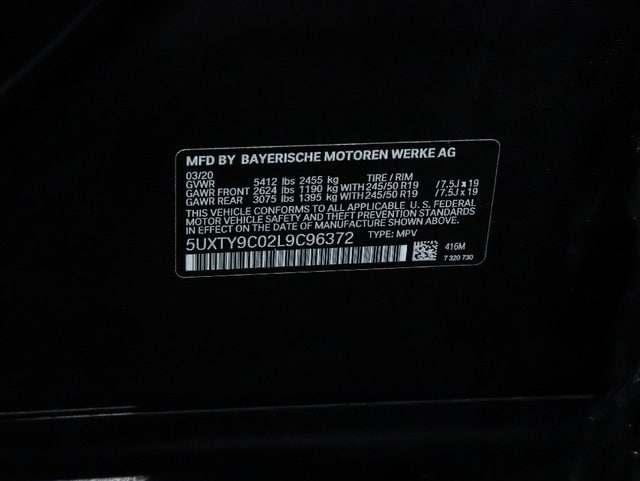 MFD BY BAYERISCHE MOTOREN WERKE AG
03/20
GVWR 5412 lbs 2455 kg TIRE / RIM
GAWR FRONT 2624 lbs 1190 kg WITH 245/50 R19 /7.5J x 19
GAWR REAR 3075 lbs 1395 kg WITH 245/50 R19 /7.5J x 19
THIS VEHICLE CONFORMS TO ALL APPLICABLE U. S. FEDERAL
MOTOR VEHICLE SAFETY AND THEFT PREVENTION STANDARDS
IN EFFECT ON THE DATE OF MANUFACTURE SHOWN ABOVE.
5UXTY9C02L9C96372 TYPE: MPV
416M
7 320 730